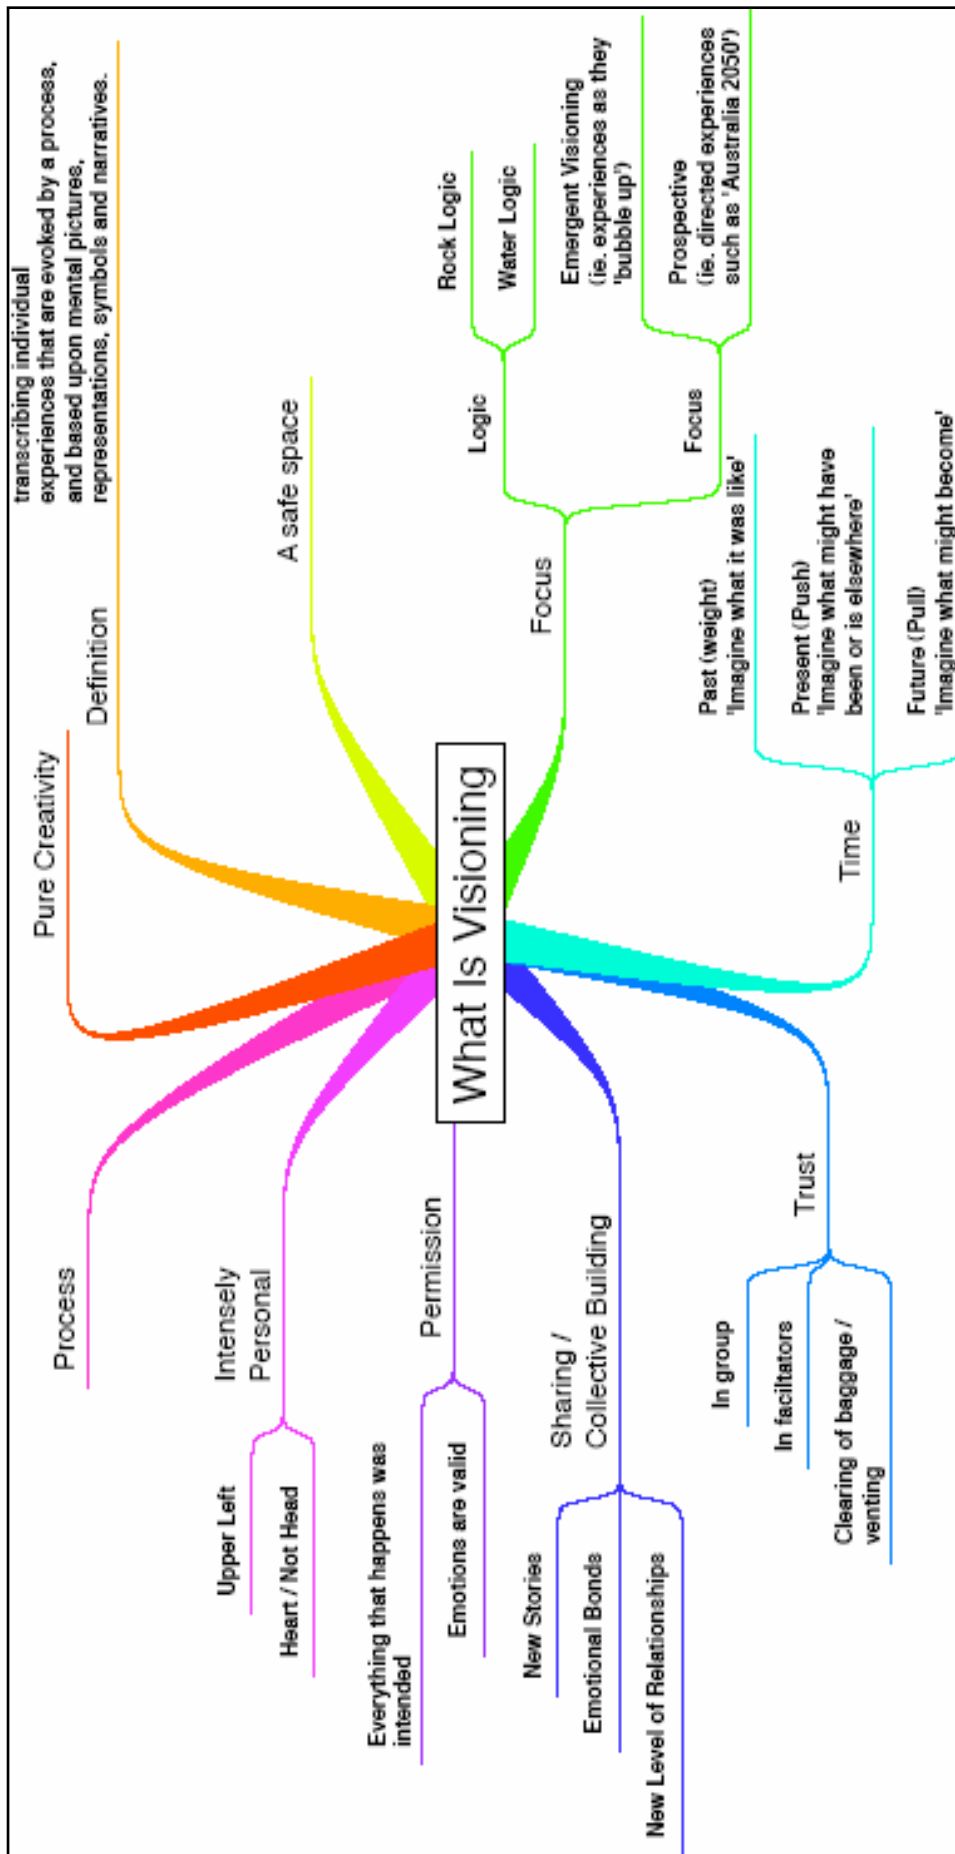 What Is Visioning
Pure Creativity
Definition
transcribing individual
experiences that are evoked by a process,
and based upon mental pictures,
representations, symbols and narratives.
A safe space
Focus
Logic
Rock Logic
Water Logic
Focus
Emergent Visioning
(ie. experiences as they
'bubble up')
Prospective
(ie. directed experiences
such as 'Australia 2050')
Time
Past (weight)
'Imagine what it was like'
Present (Push)
'Imagine what might have
been or is elsewhere'
Future (Pull)
'Imagine what might become'
Trust
In group
In faciltators
Clearing of baggage /
venting
Sharing /
Collective Building
New Stories
Emotional Bonds
New Level of Relationships
Permission
Everything that happens was
intended
Emotions are valid
Intensely
Personal
Upper Left
Heart / Not Head
Process